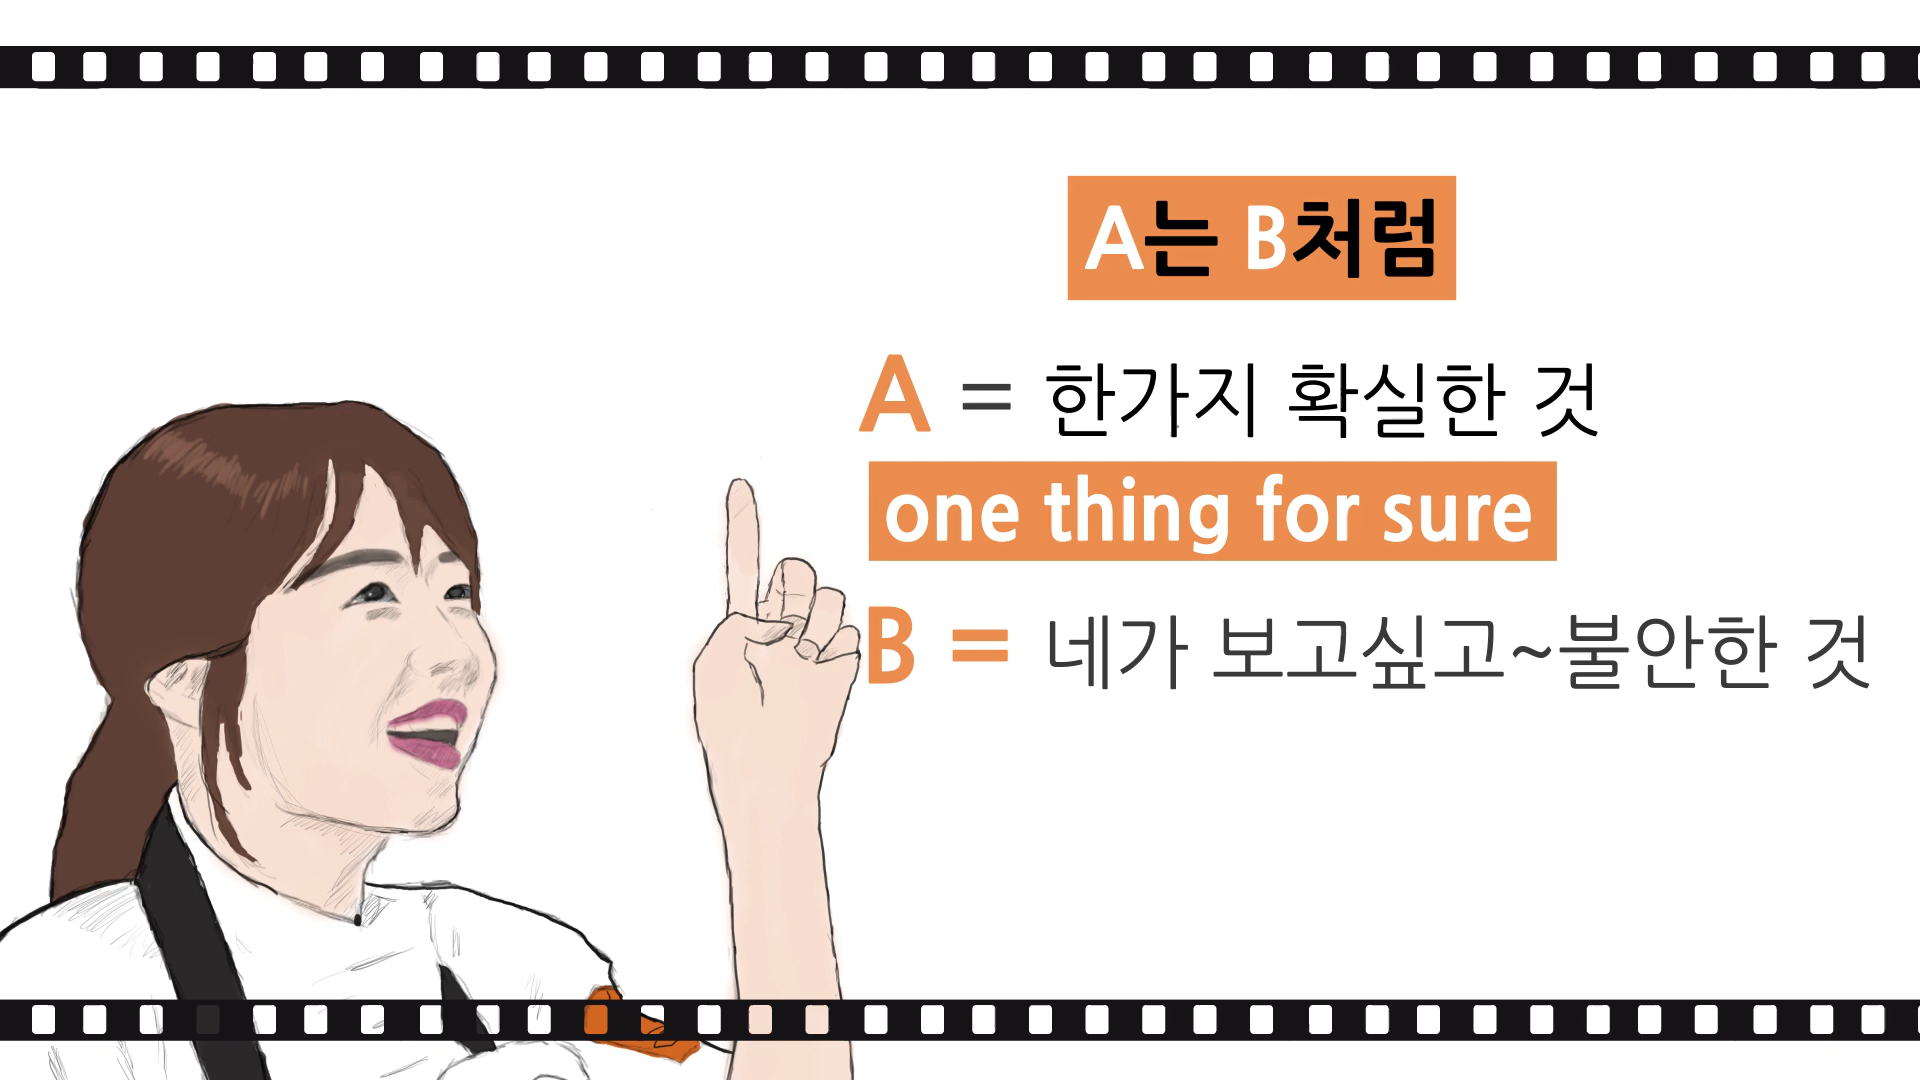 A는 B처럼
A = 한가지 확실한 것
one thing for sure
B = 네가 보고싶고~불안한 것